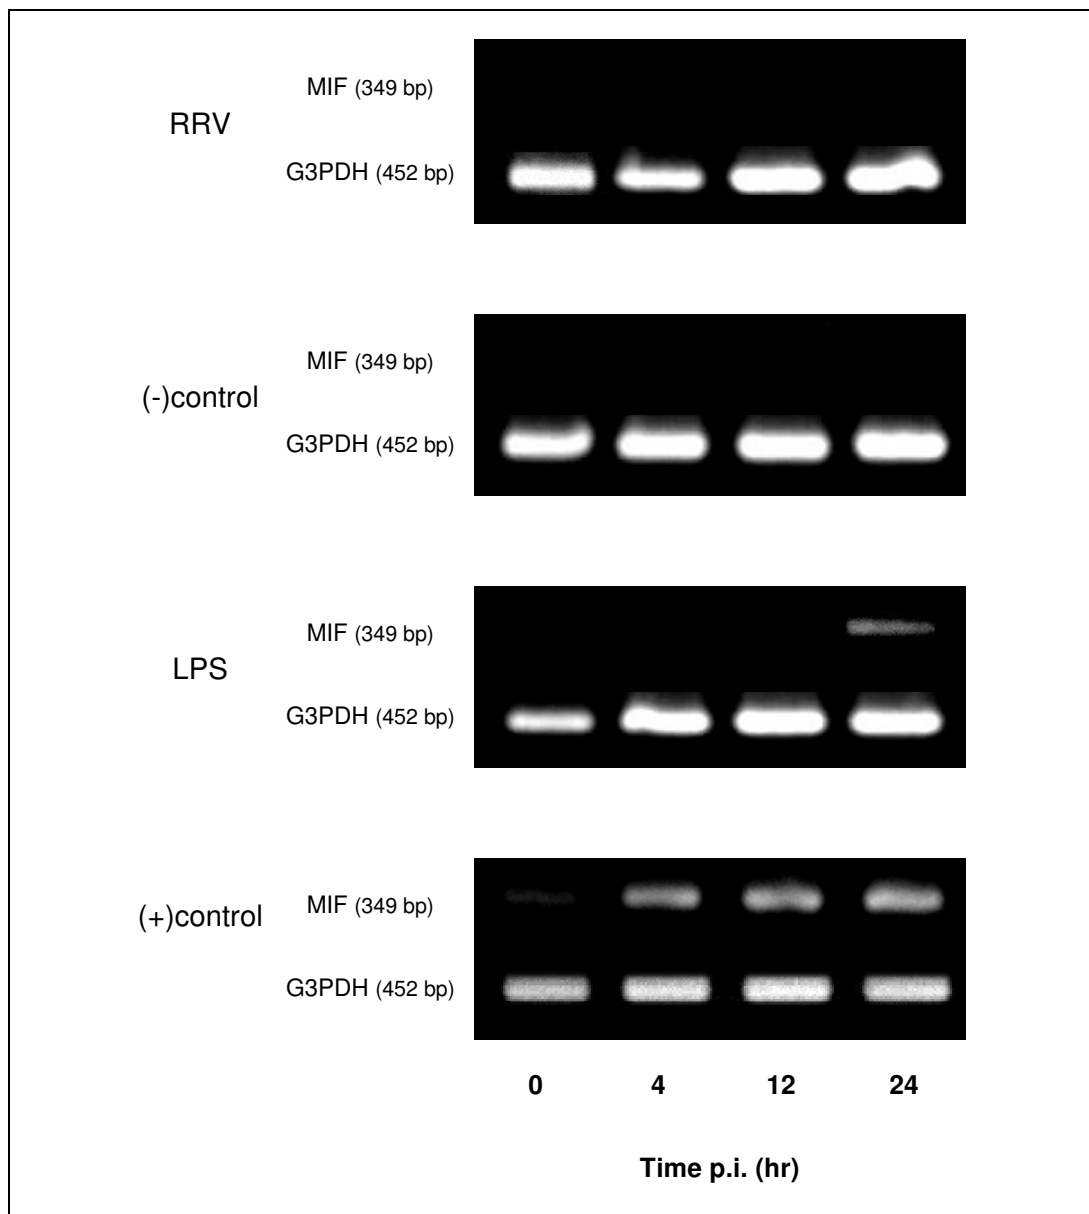 MIF (349 bp)
RRV
G3PDH (452 bp)
MIF (349 bp)
(-)control
G3PDH (452 bp)
MIF (349 bp)
LPS
G3PDH (452 bp)
MIF (349 bp)
(+)control
G3PDH (452 bp)
0 4 12 24
Time p.i. (hr)